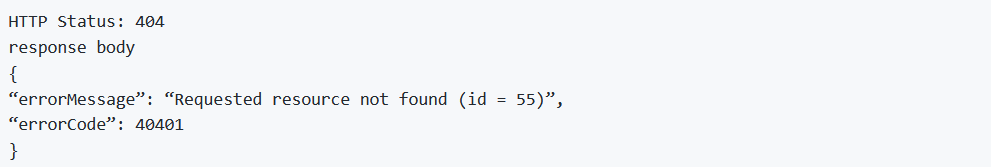 HTTP Status: 404
response body
{
“errorMessage”: “Requested resource not found (id = 55)”,
“errorCode”: 40401
}